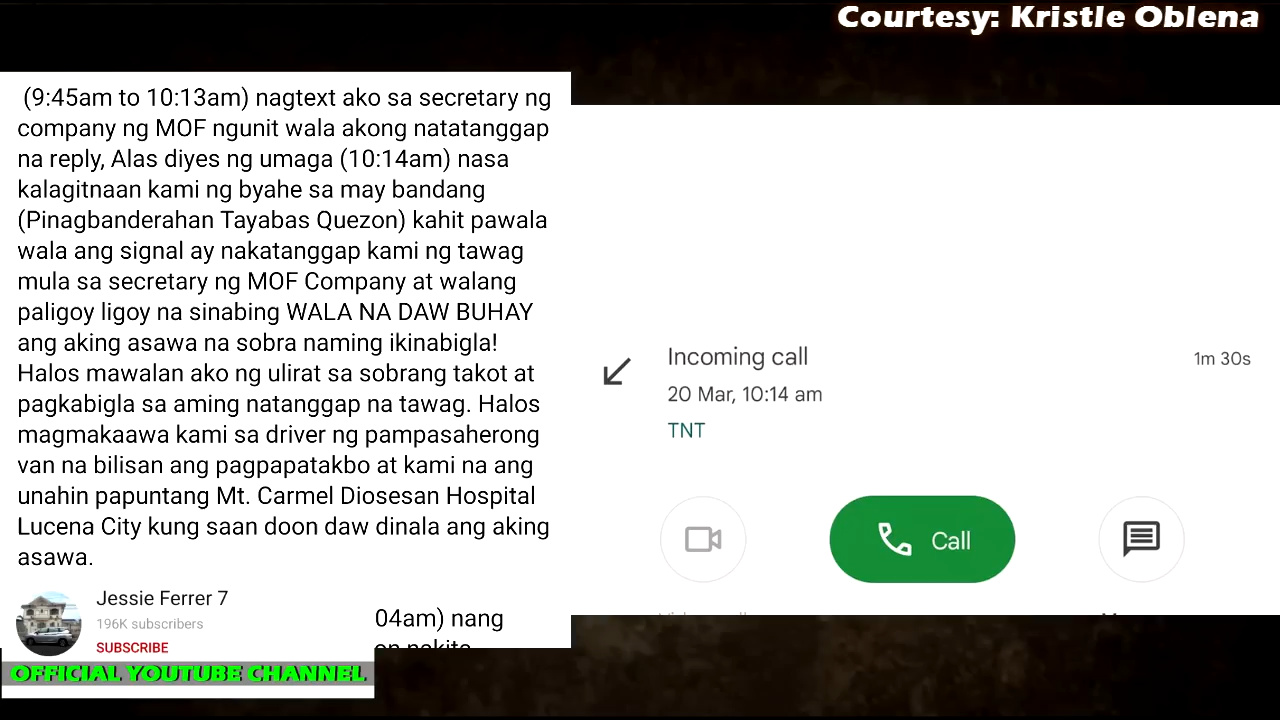 Courtesy: Kristle Oblena
(9:45am to 10:13am) nagtext ako sa secretary ng
company ng MOF ngunit wala akong natatanggap
na reply, Alas diyes ng umaga (10:14am) nasa
kalagitnaan kami ng byahe sa may bandang
(Pinagbanderahan Tayabas Quezon) kahit pawala
wala ang signal ay nakatanggap kami ng tawag
mula sa secretary ng MOF Company at walang
paligoy ligoy na sinabing WALA NA DAW BUHAY
ang aking asawa na sobra naming ikinabigla!
Halos mawalan ako ng ulirat sa sobrang takot at
pagkabigla sa aming natanggap na tawag. Halos
magmakaawa kami sa driver ng pampasaherong
van na bilisan ang pagpapatakbo at kami na ang
unahin papuntang Mt. Carmel Diosesan Hospital
Lucena City kung saan doon daw dinala ang aking
asawa.
04am) nang
Jessie Ferrer 7
196K subscribers
SUBSCRIBE
OFFICIAL YOUTUBE CHANNEL
Incoming call
1m 30s
20 Mar, 10:14 am
TNT
Call